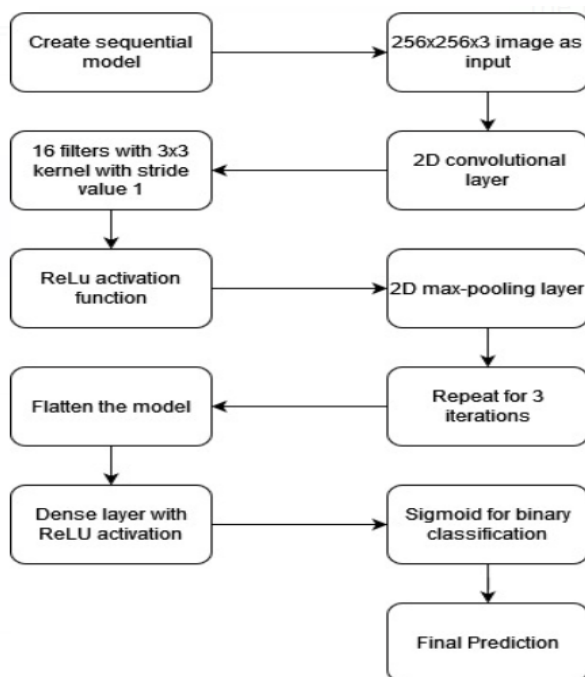 Create sequential
model
256x256x3 image as
input
2D convolutional
layer
16 filters with 3x3
kernel with stride
value 1
ReLu activation
function
2D max-pooling layer
Repeat for 3
iterations
Flatten the model
Dense layer with
ReLU activation
Sigmoid for binary
classification
Final Prediction